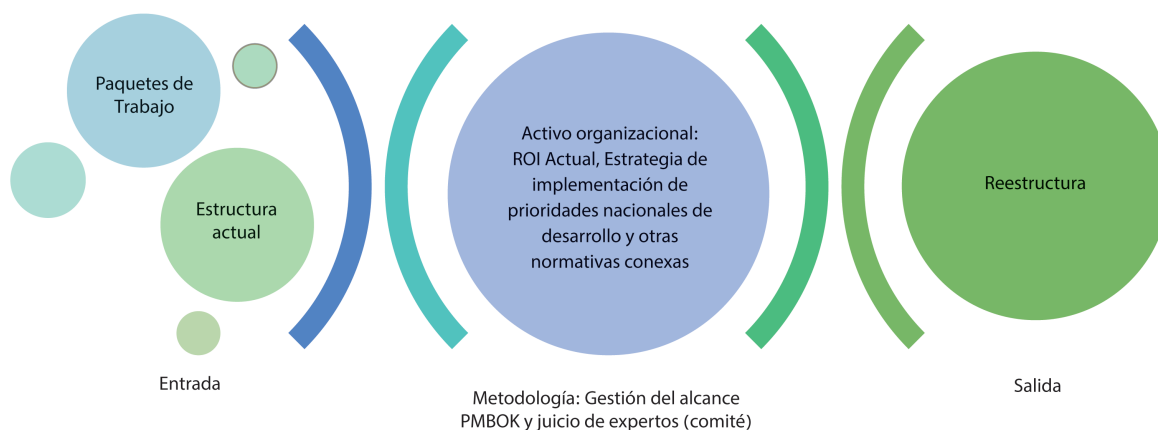 Paquetes de
Trabajo
Estructura
actual
Entrada
Activo organizacional:
ROI Actual, Estrategia de
implementación de
prioridades nacionales de
desarrollo y otras
normativas conexas
Metodología: Gestión del alcance
PMBOK y juicio de expertos (comité)
Reestructura
Salida